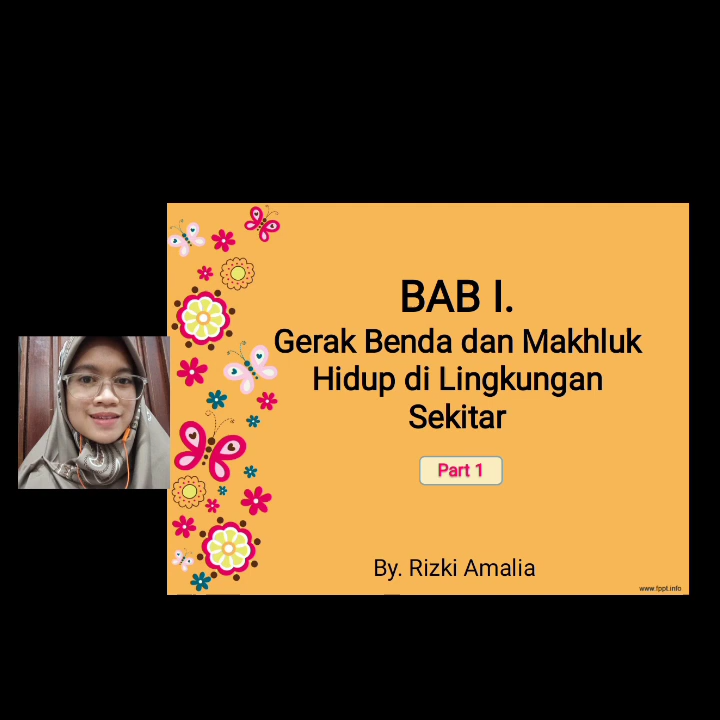 BAB I.
Gerak Benda dan Makhluk
Hidup di Lingkungan
Sekitar
Part 1
By. Rizki Amalia
www.fppt.info